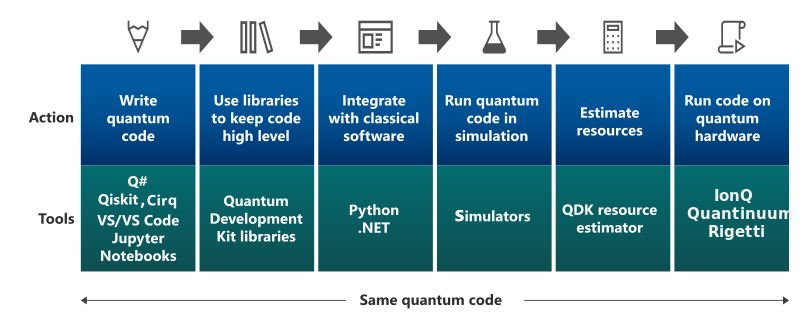 Action
Write
quantum
code
Use libraries
to keep code
high level
Integrate
with classical
software
Run quantum
code in
simulation
Estimate
resources
Run code on
quantum
hardware
Tools
Q#
Qiskit , Cirq
VS/VS Code
Jupyter
Notebooks
Quantum
Development
Kit libraries
Python
.NET
Simulators
QDK resource
estimator
IonQ
Quantinuum
Rigetti
Same quantum code